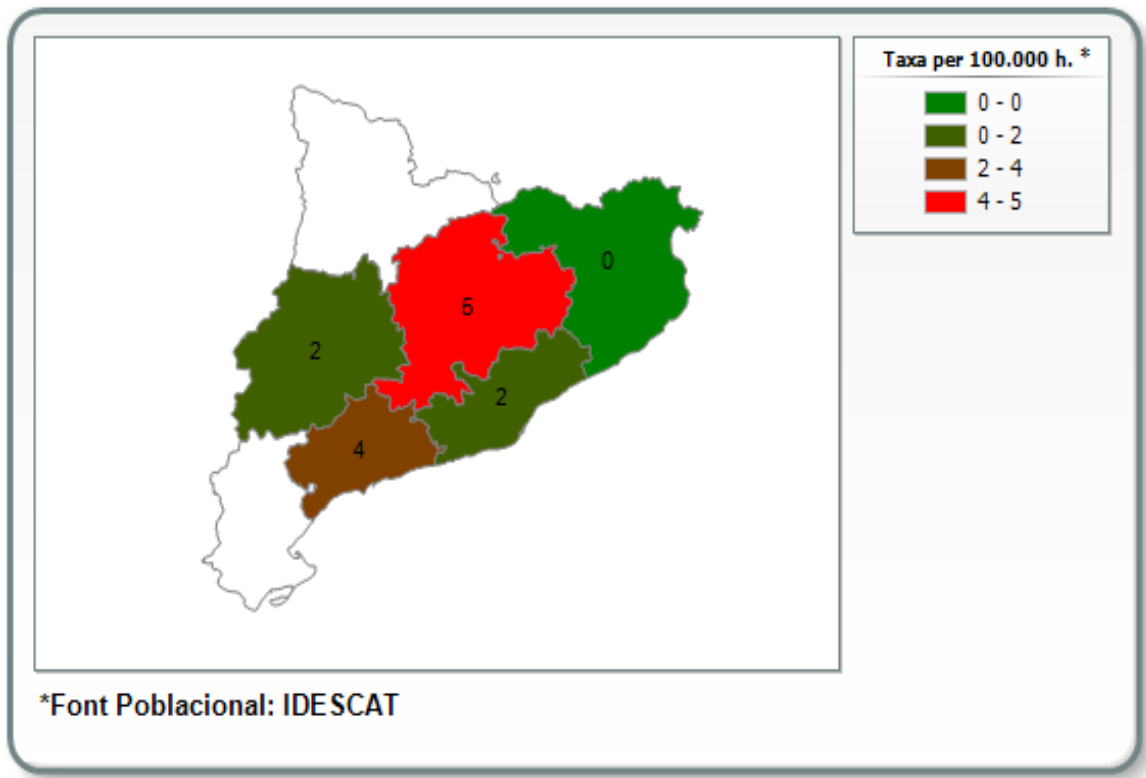 Taxa per 100.000 h. *
0 - 0
0 - 2
2 - 4
4 - 5
0
5
2
2
4
*Font Poblacional: IDESCAT